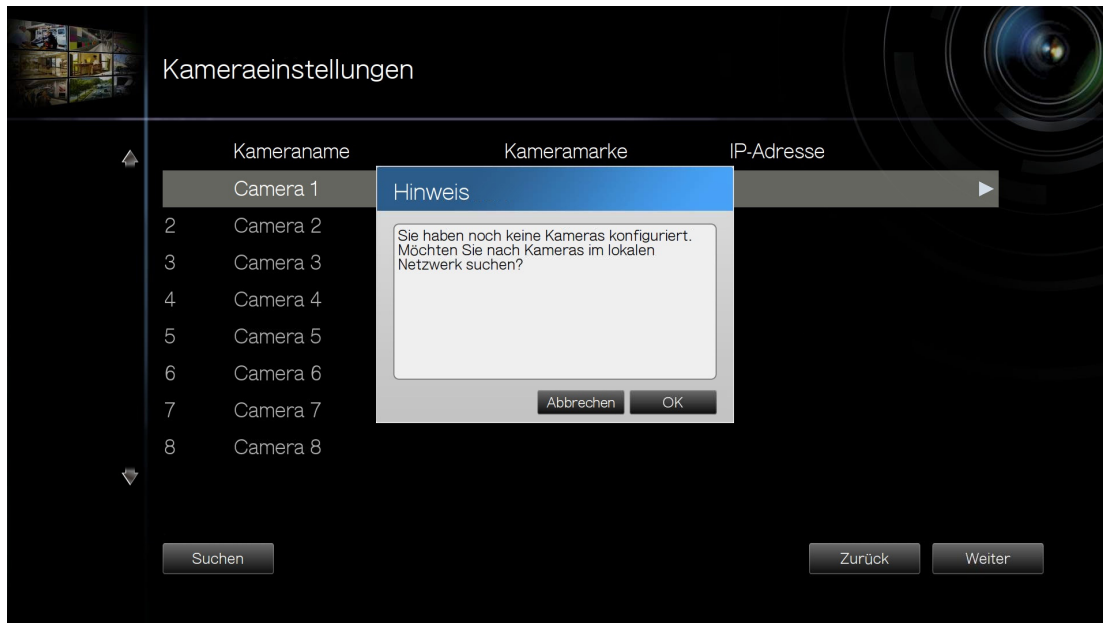 Kameraeinstellungen
Kameraname Kameramarke IP-Adresse
Camera 1
Hinweis
2 Camera 2
Sie haben noch keine Kameras konfiguriert.
Möchten Sie nach Kameras im lokalen
Netzwerk suchen?
3 Camera 3
4 Camera 4
5 Camera 5
6 Camera 6
7 Camera 7
Abbrechen OK
8 Camera 8
Suchen Zurück Weiter